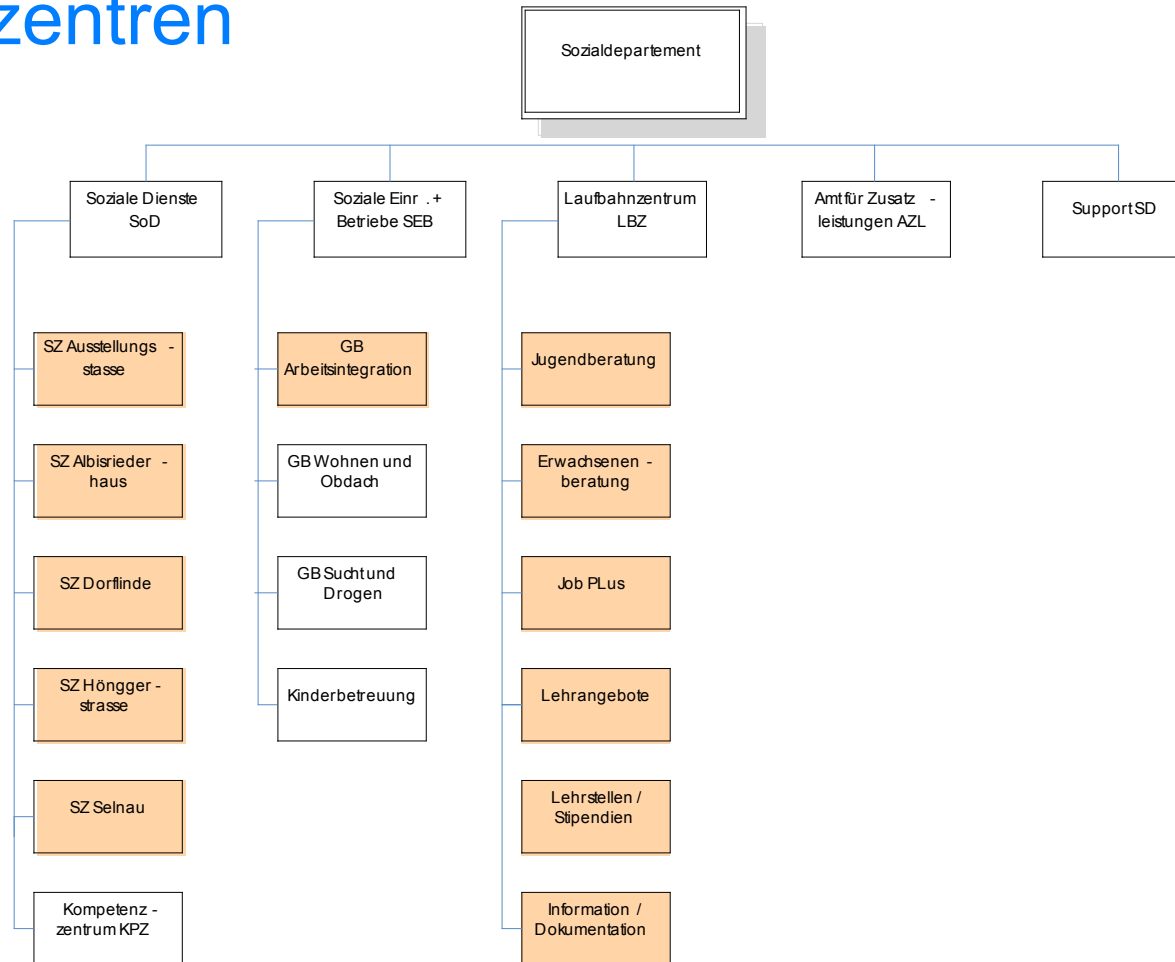 zentren
Sozialdepartement
Soziale Dienste
SoD
Soziale Einr . +
Betriebe SEB
Laufbahnzentrum
LBZ
Amt für Zusatz -
leistungen AZL
Support SD
SZ Ausstellungs -
stasse
GB
Arbeitsintegration
Jugendberatung
SZ Albisrieder -
haus
GB Wohnen und
Obdach
Erwachsenen -
beratung
SZ Dorflinde
GB Sucht und
Drogen
Job PLus
SZ Höngger -
strasse
Kinderbetreuung
Lehrangebote
SZ Selnau
Lehrstellen /
Stipendien
Kompetenz -
zentrum KPZ
Information /
Dokumentation